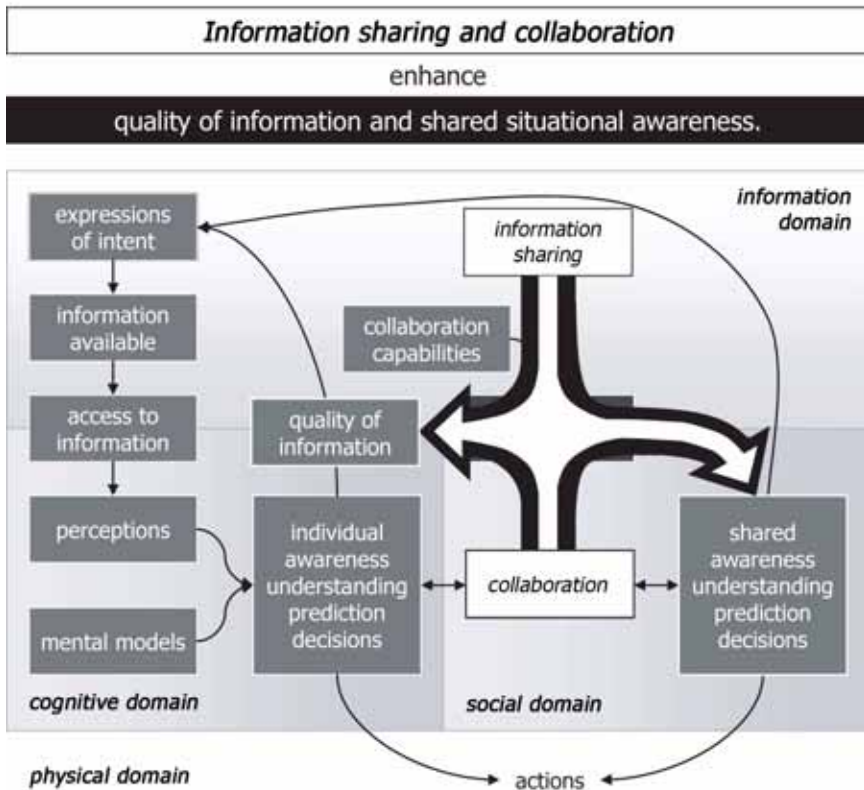 Information sharing and collaboration
enhance
quality of information and shared situational awareness.
expressions
of intent
information
domain
information
sharing
information
available
collaboration
capabilities
access to
information
quality of
information
perceptions
individual
awareness
understanding
prediction
decisions
shared
awareness
understanding
prediction
decisions
collaboration
mental models
cognitive domain
social domain
physical domain
actions